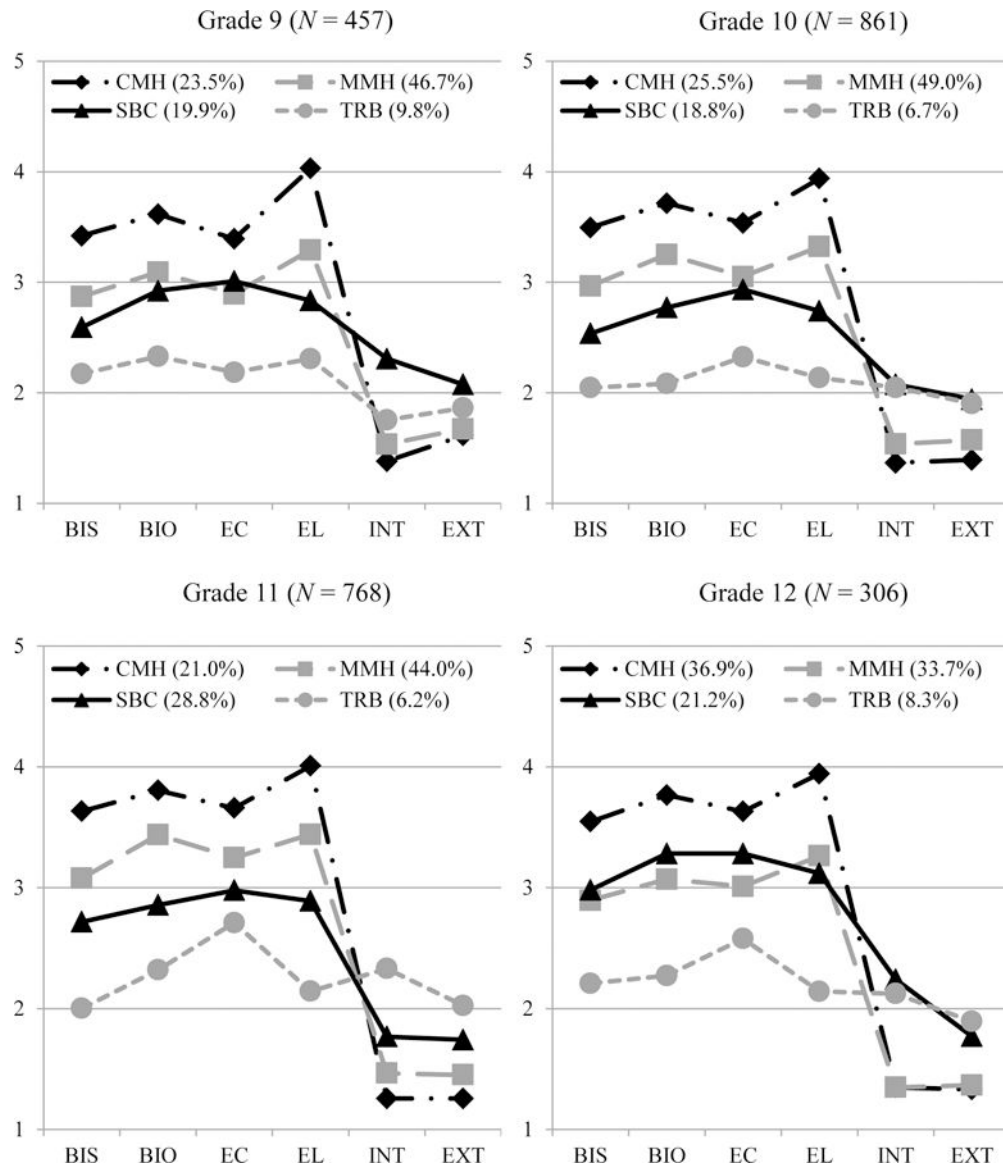 Grade 9 (N = 457)
5
CMH (23.5%) MMH (46.7%)
SBC (19.9%) TRB (9.8%)
4
3
2
1
BIS BIO EC EL INT EXT
Grade 10 (N = 861)
5
CMH (25.5%) MMH (49.0%)
SBC (18.8%) TRB (6.7%)
4
3
2
1
BIS BIO EC EL INT EXT
Grade 11 (N = 768)
5
CMH (21.0%) MMH (44.0%)
SBC (28.8%) TRB (6.2%)
4
3
2
1
BIS BIO EC EL INT EXT
Grade 12 (N = 306)
5
CMH (36.9%) MMH (33.7%)
SBC (21.2%) TRB (8.3%)
4
3
2
1
BIS BIO EC EL INT EXT